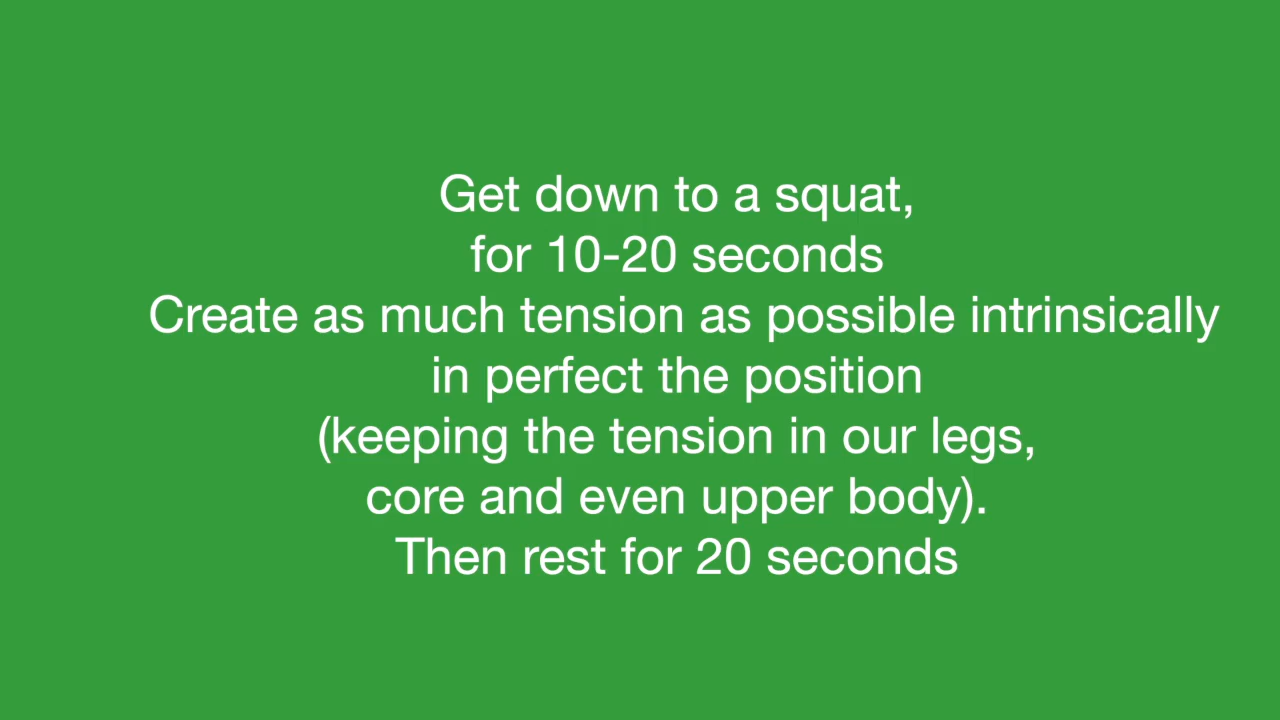 Get down to a squat,
for 10-20 seconds
Create as much tension as possible intrinsically
in perfect the position
(keeping the tension in our legs,
core and even upper body).
Then rest for 20 seconds